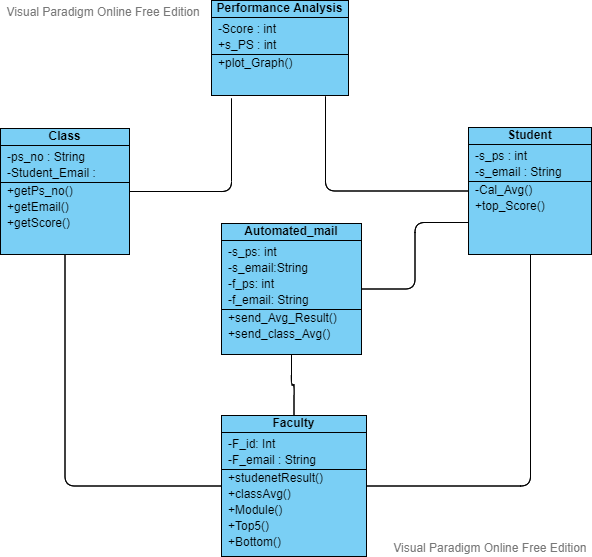 Visual Paradigm Online Free Edition
Performance Analysis
-Score : int
+s_PS : int
+plot_Graph()
Class
-ps_no : String
-Student_Email :
+getPs_no()
+getEmail()
+getScore()
Student
-s_ps : int
-s_email : String
-Cal_Avg()
+top_Score()
Automated_mail
-s_ps: int
-s_email:String
-f_ps: int
-f_email: String
+send_Avg_Result()
+send_class_Avg()
Faculty
-F_id: Int
-F_email : String
+studenetResult()
+classAvg()
+Module()
+Top5()
+Bottom()
Visual Paradigm Online Free Edition